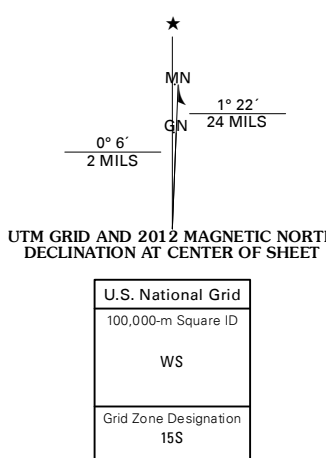 ★
MN
1° 22´
24 MILS
GN
0° 6´
2 MILS
UTM GRID AND 2012 MAGNETIC NORTH
DECLINATION AT CENTER OF SHEET
U.S. National Grid
100,000-m Square ID
WS
Grid Zone Designation
15S